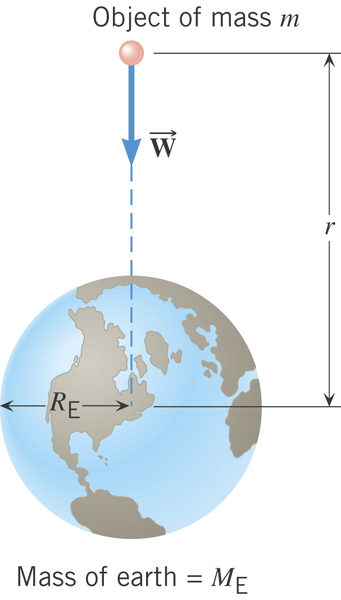 Object of mass m
W
r
R_E
Mass of earth = M_E